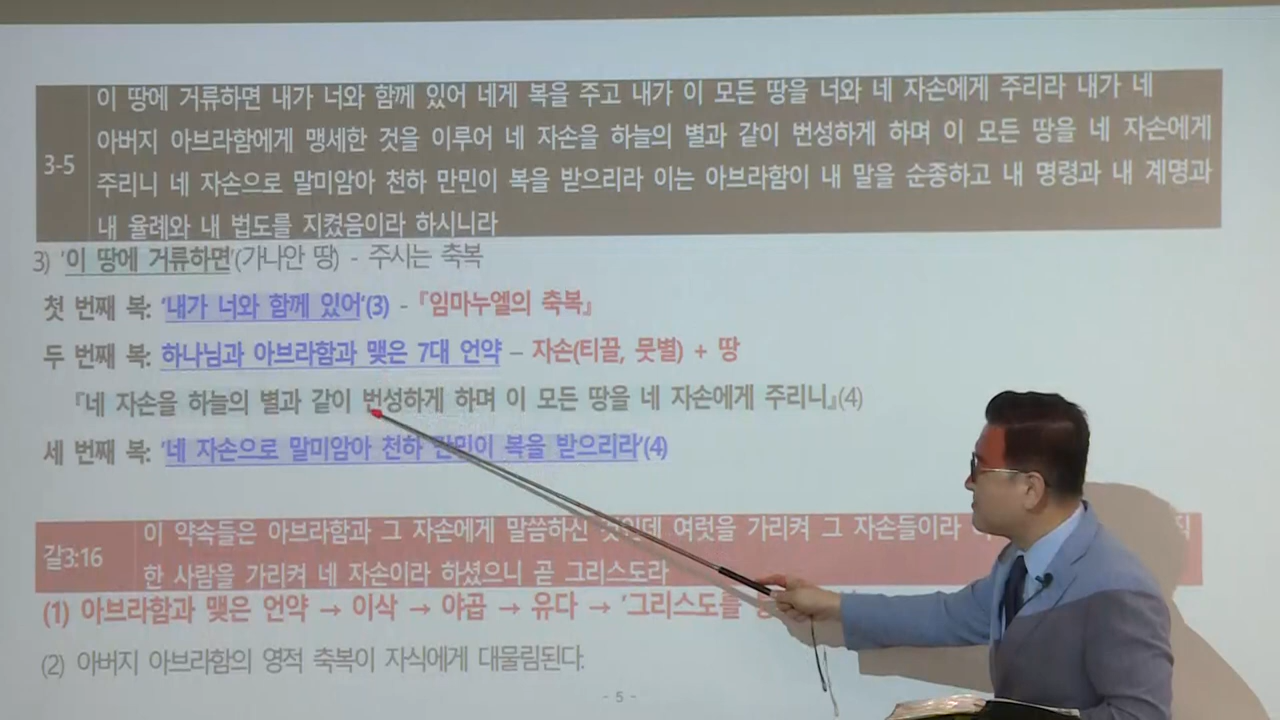 3-5
이 땅에 거류하면 내가 너와 함께 있어 네게 복을 주고 내가 이 모든 땅을 너와 네 자손에게 주리라 내가 네
아버지 아브라함에게 맹세한 것을 이루어 네 자손을 하늘의 별과 같이 번성하게 하며 이 모든 땅을 네 자손에게
주리니 네 자손으로 말미암아 천하 만민이 복을 받으리라 이는 아브라함이 내 말을 순종하고 내 명령과 내 계명과
내 율례와 내 법도를 지켰음이라 하시니라
3) '이 땅에 거류하면'(가나안 땅) - 주시는 축복
첫 번째 복: '내가 너와 함께 있어'(3) - 『임마누엘의 축복』
두 번째 복: 하나님과 아브라함과 맺은 7대 언약 – 자손(티끌, 뭇별) + 땅
『네 자손을 하늘의 별과 같이 번성하게 하며 이 모든 땅을 네 자손에게 주리니』(4)
세 번째 복: '네 자손으로 말미암아 천하 만민이 복을 받으리라'(4)
갈3:16
이 약속들은 아브라함과 그 자손에게 말씀하신 것인데 여럿을 가리켜 그 자손들이라
한 사람을 가리켜 네 자손이라 하셨으니 곧 그리스도라
(1) 아브라함과 맺은 언약 → 이삭 → 야곱 → 유다 → '그리스도를
(2) 아버지 아브라함의 영적 축복이 자식에게 대물림된다.
- 5 -